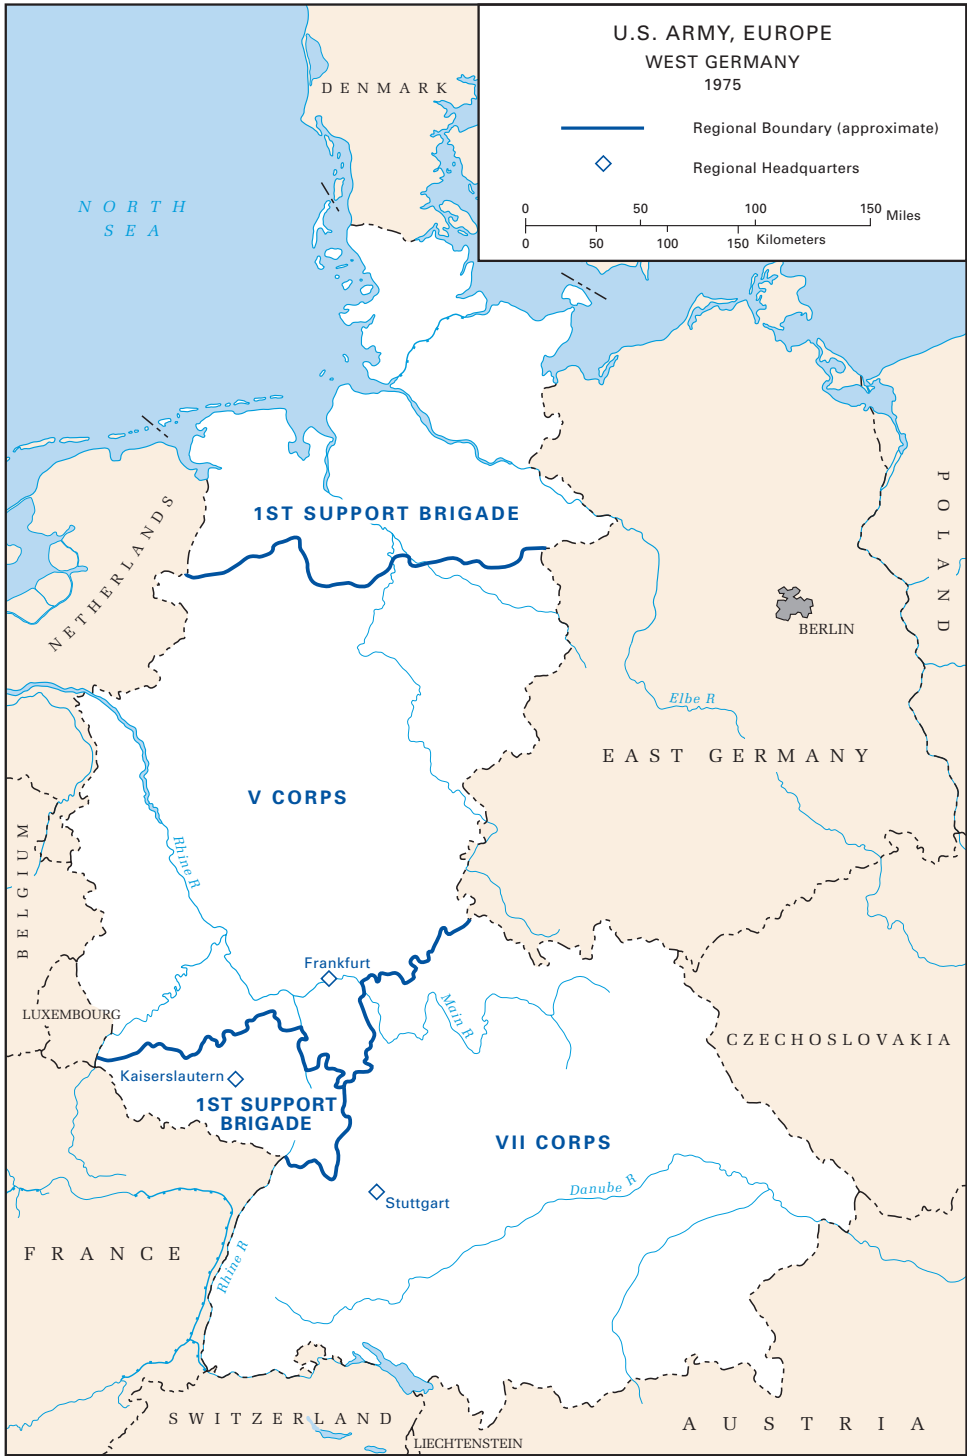 U.S. ARMY, EUROPE
WEST GERMANY
1975
Regional Boundary (approximate)
Regional Headquarters
0 50 100 150 Miles
0 50 100 150 Kilometers
DENMARK
NORTH
SEA
NETHERLANDS
1ST SUPPORT BRIGADE
POLAND
BERLIN
Elbe R
EAST GERMANY
V CORPS
BELGIUM
Rhine R
Frankfurt
LUXEMBOURG
Main R
CZECHOSLOVAKIA
Kaiserslautern
1ST SUPPORT
BRIGADE
VII CORPS
Danube R
Stuttgart
FRANCE
Rhine R
SWITZERLAND
LIECHTENSTEIN
AUSTRIA